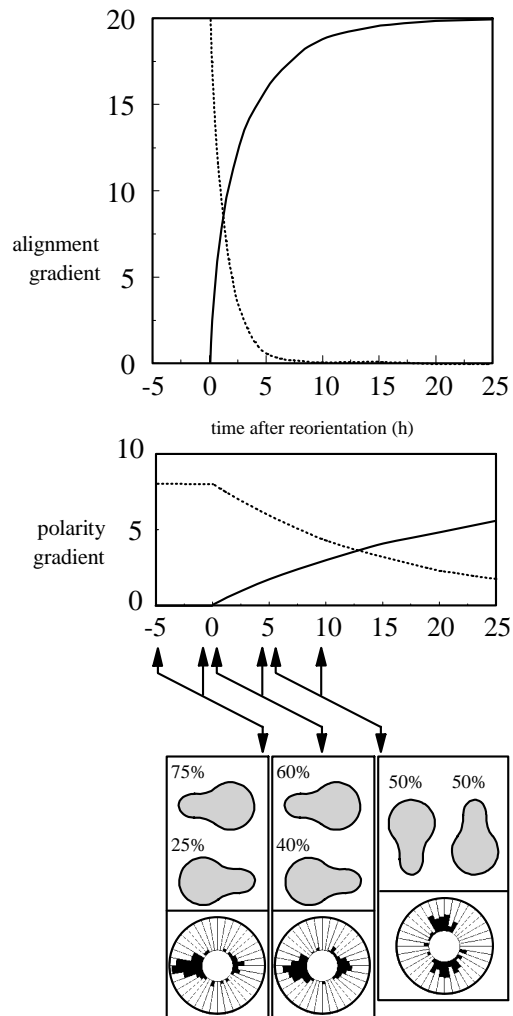 20
15
10
alignment
gradient
5
0
-5 0 5 10 15 20 25
time after reorientation (h)
10
polarity
gradient
5
0
-5 0 5 10 15 20 25
75% 60% 50% 50%
25% 40%